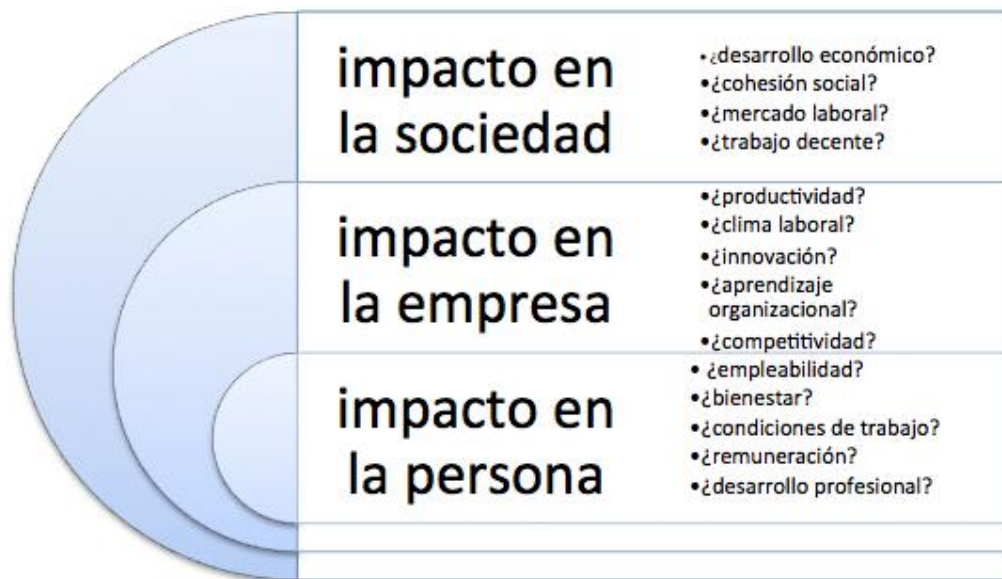 impacto en
la sociedad
•¿desarrollo económico?
•¿cohesión social?
•¿mercado laboral?
•¿trabajo decente?
impacto en
la empresa
•¿productividad?
•¿clima laboral?
•¿innovación?
•¿aprendizaje
organizacional?
•¿competitividad?
impacto en
la persona
• ¿empleabilidad?
•¿bienestar?
•¿condiciones de trabajo?
•¿remuneración?
•¿desarrollo profesional?